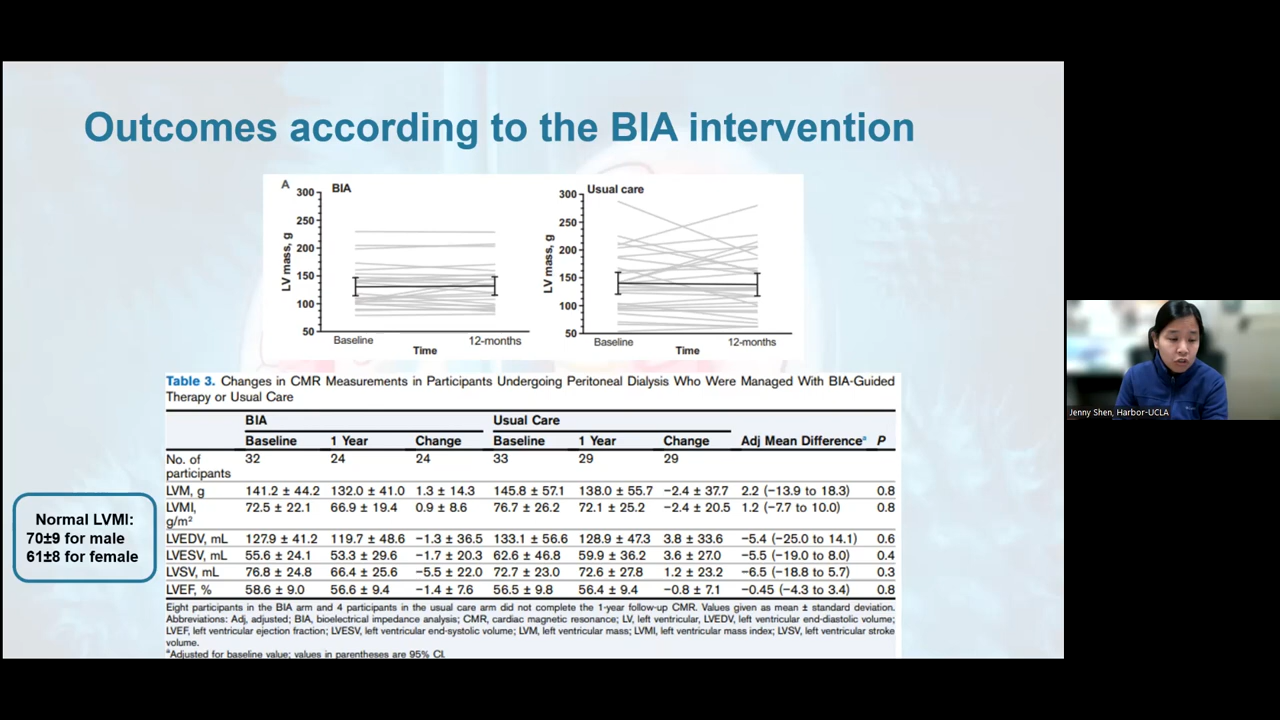 Outcomes according to the BIA intervention
A
BIA
300
250
200
150
100
50
LV mass, g
Baseline
12-months
Time
Usual care
300
250
200
150
100
50
LV mass, g
Baseline
12-months
Time
Table 3. Changes in CMR Measurements in Participants Undergoing Peritoneal Dialysis Who Were Managed With BIA-Guided
Therapy or Usual Care
BIA Usual Care
Baseline 1 Year Change Baseline 1 Year Change Adj Mean Differenceᵃ P
No. of participants 32 24 24 33 29 29
LVM, g 141.2 ± 44.2 132.0 ± 41.0 1.3 ± 14.3 145.8 ± 57.1 138.0 ± 55.7 −2.4 ± 37.7 2.2 (−13.9 to 18.3) 0.8
LVMI, g/m² 72.5 ± 22.1 66.9 ± 19.4 0.9 ± 8.6 76.7 ± 26.2 72.1 ± 25.2 −2.4 ± 20.5 1.2 (−7.7 to 10.0) 0.8
LVEDV, mL 127.9 ± 41.2 119.7 ± 48.6 −1.3 ± 36.5 133.1 ± 56.6 128.9 ± 47.3 3.8 ± 33.6 −5.4 (−25.0 to 14.1) 0.6
LVESV, mL 55.6 ± 24.1 53.3 ± 29.6 −1.7 ± 20.3 62.6 ± 46.8 59.9 ± 36.2 3.6 ± 27.0 −5.5 (−19.0 to 8.0) 0.4
LVSV, mL 76.8 ± 24.8 66.4 ± 25.6 −5.5 ± 22.0 72.7 ± 23.0 72.6 ± 27.8 1.2 ± 23.2 −6.5 (−18.8 to 5.7) 0.3
LVEF, % 58.6 ± 9.0 56.6 ± 9.4 −1.4 ± 7.6 56.5 ± 9.8 56.4 ± 9.4 −0.8 ± 7.1 −0.45 (−4.3 to 3.4) 0.8
Eight participants in the BIA arm and 4 participants in the usual care arm did not complete the 1-year follow-up CMR. Values given as mean ± standard deviation.
Abbreviations: Adj, adjusted; BIA, bioelectrical impedance analysis; CMR, cardiac magnetic resonance; LV, left ventricular, LVEDV, left ventricular end-diastolic volume;
LVEF, left ventricular ejection fraction; LVESV, left ventricular end-systolic volume; LVM, left ventricular mass; LVMI, left ventricular mass index; LVSV, left ventricular stroke
volume.
ᵃAdjusted for baseline value; values in parentheses are 95% CI.
Normal LVMI:
70±9 for male
61±8 for female
Jenny Shen, Harbor-UCLA